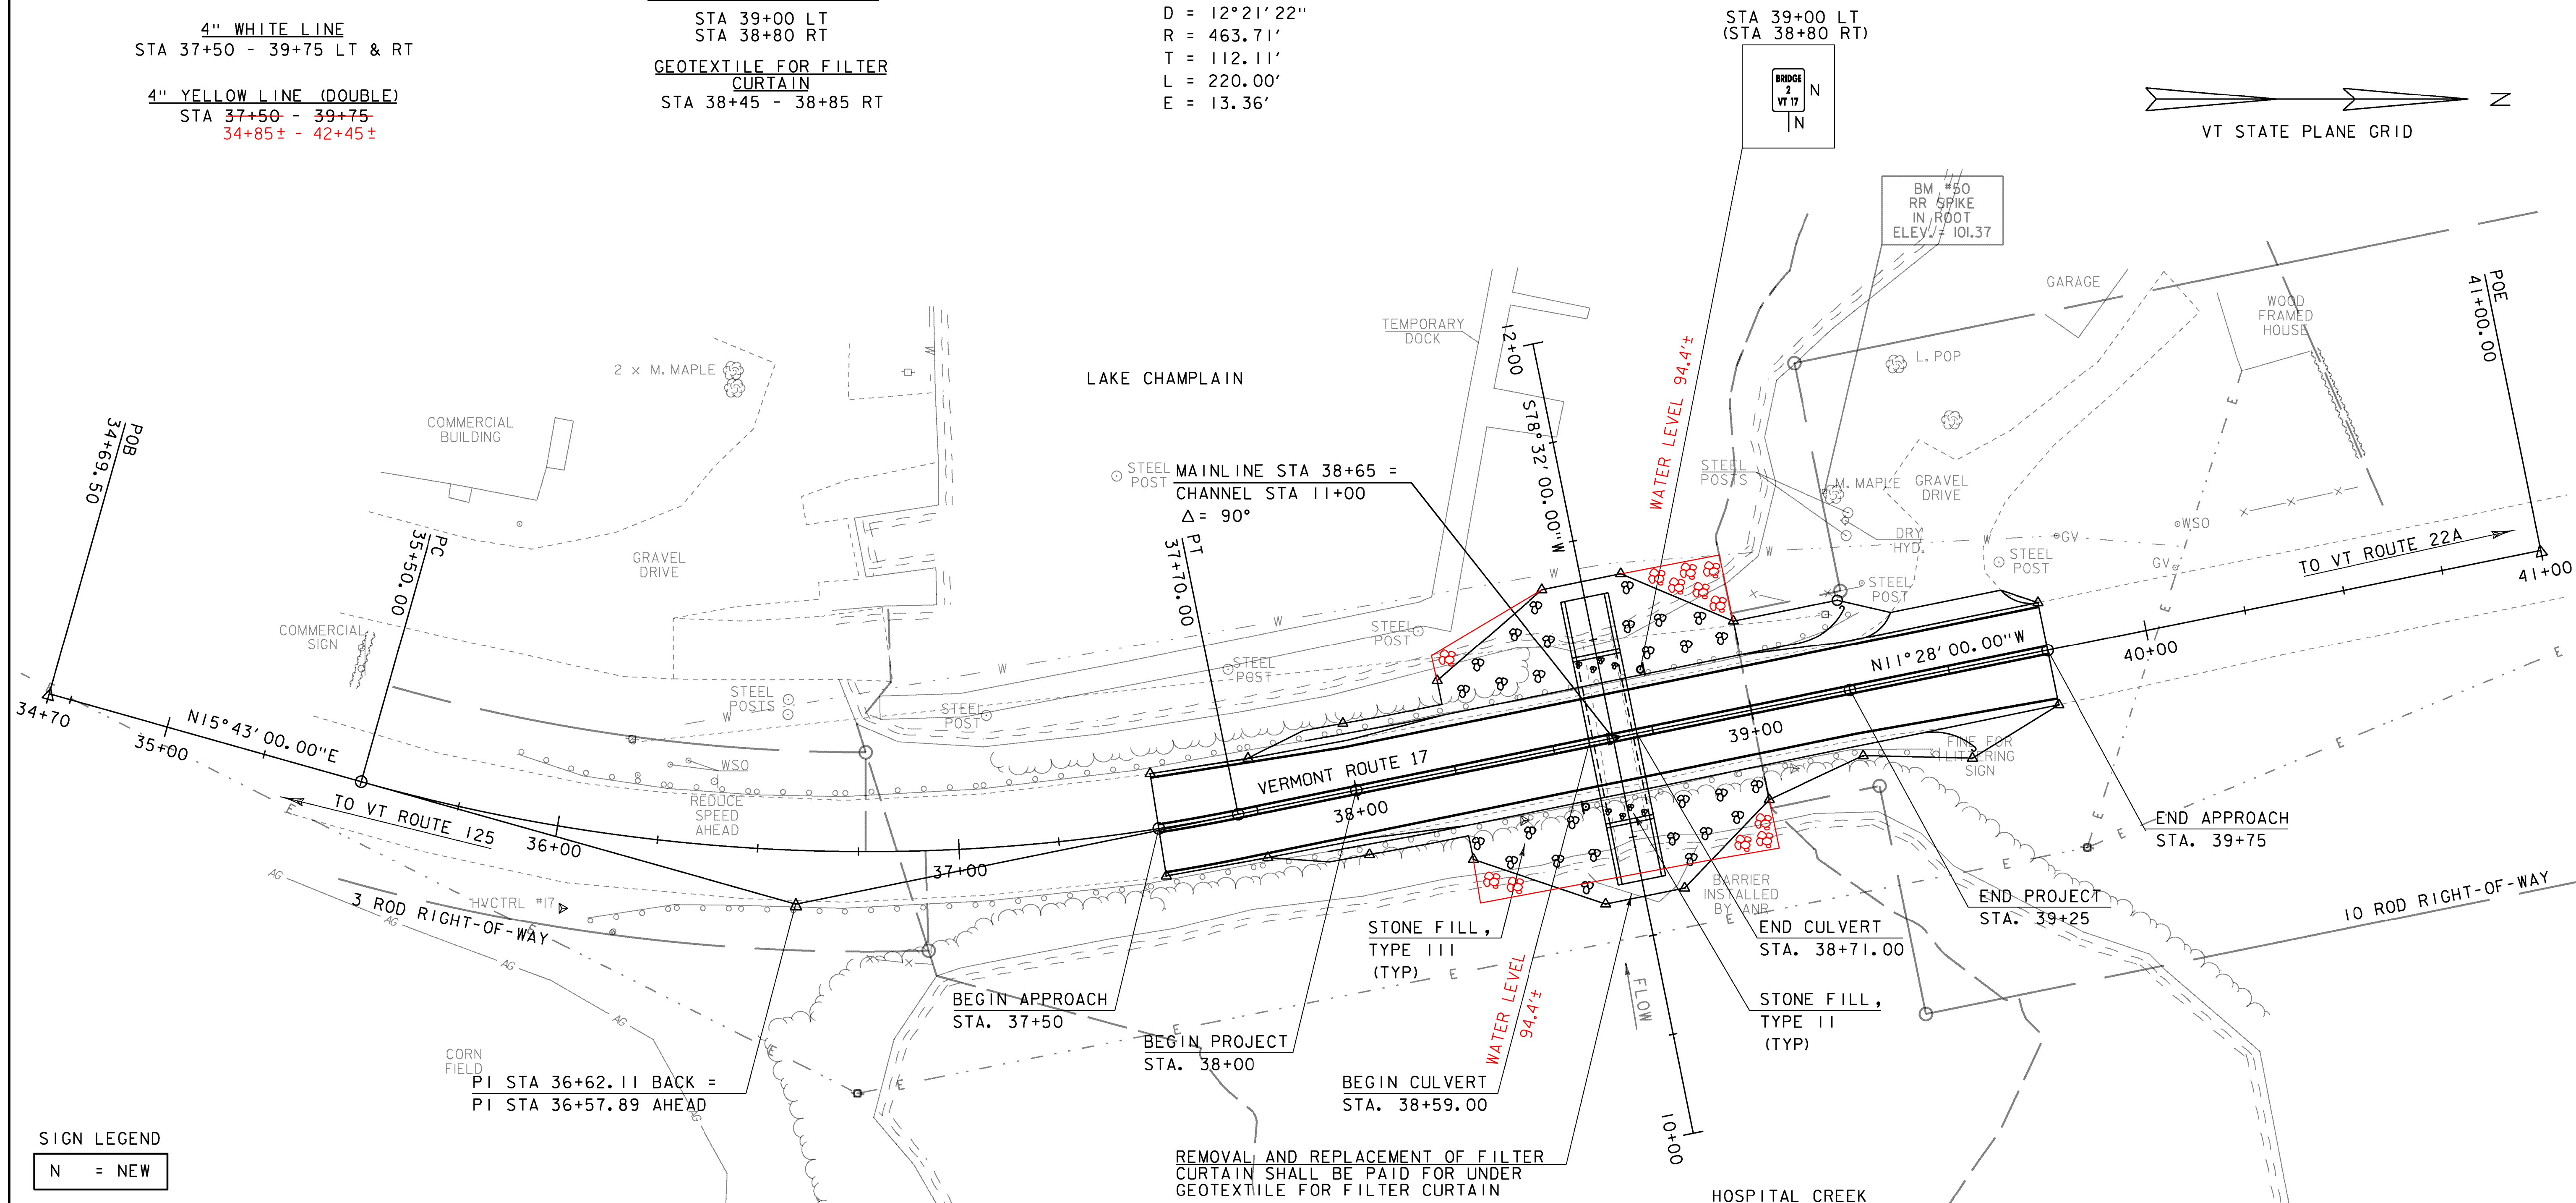 4" WHITE LINE
STA 37+50 - 39+75 LT & RT
4" YELLOW LINE (DOUBLE)
STA 37+50 - 39+75
34+85± - 42+45±
STA 39+00 LT
STA 38+80 RT
GEOTEXTILE FOR FILTER
CURTAIN
STA 38+45 - 38+85 RT
D = 12°21'22"
R = 463.71'
T = 112.11'
L = 220.00'
E = 13.36'
STA 39+00 LT
(STA 38+80 RT)
BRIDGE
2
VT 17
N
N
N
VT STATE PLANE GRID
BM #50
RR SPIKE
IN ROOT
ELEV. = 101.37
GARAGE
WOOD
FRAMED
HOUSE
POE
41+00.00
TEMPORARY
DOCK
12+00
S78°32'00.00"W
WATER LEVEL 94.4'±
L. POP
2 x M. MAPLE
LAKE CHAMPLAIN
COMMERCIAL
BUILDING
POB
34+69.50
STEEL
POST
MAINLINE STA 38+65 =
CHANNEL STA 11+00
Δ = 90°
STEEL
POSTS
M. MAPLE
GRAVEL
DRIVE
DRY
HYD.
GV
WSO
STEEL
POST
GV
TO VT ROUTE 22A
41+00
PC
35+50.00
GRAVEL
DRIVE
PT
37+70.00
STEEL
POST
COMMERCIAL
SIGN
STEEL
POST
STEEL
POST
STEEL
POSTS
STEEL
POST
N11°28'00.00"W
40+00
34+70
N15°43'00.00"E
35+00
WSO
REDUCE
SPEED
AHEAD
VERMONT ROUTE 17
39+00
FINE FOR
LITTERING
SIGN
TO VT ROUTE 125
36+00
37+00
38+00
END APPROACH
STA. 39+75
HVCTRL #17
3 ROD RIGHT-OF-WAY
BARRIER
INSTALLED
BY ANR
END PROJECT
STA. 39+25
10 ROD RIGHT-OF-WAY
STONE FILL,
TYPE III
(TYP)
END CULVERT
STA. 38+71.00
WATER LEVEL
94.4'±
FLOW
STONE FILL,
TYPE II
(TYP)
BEGIN APPROACH
STA. 37+50
BEGIN PROJECT
STA. 38+00
CORN
FIELD
PI STA 36+62.11 BACK =
PI STA 36+57.89 AHEAD
BEGIN CULVERT
STA. 38+59.00
10+00
SIGN LEGEND
N = NEW
REMOVAL AND REPLACEMENT OF FILTER
CURTAIN SHALL BE PAID FOR UNDER
GEOTEXTILE FOR FILTER CURTAIN
HOSPITAL CREEK